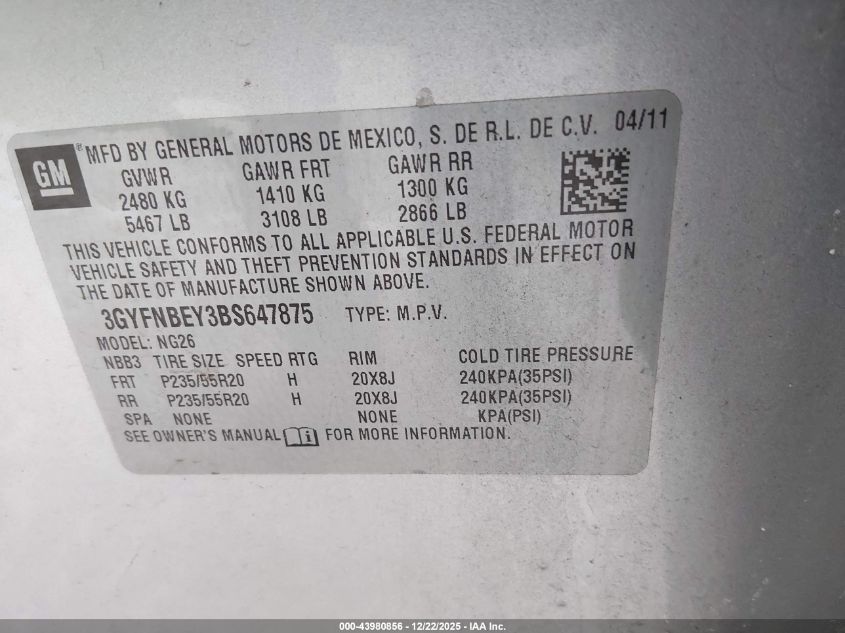 GM ® MFD BY GENERAL MOTORS DE MEXICO, S. DE R.L. DE C.V. 04/11
GVWR GAWR FRT GAWR RR
2480 KG 1410 KG 1300 KG
5467 LB 3108 LB 2866 LB
THIS VEHICLE CONFORMS TO ALL APPLICABLE U.S. FEDERAL MOTOR
VEHICLE SAFETY AND THEFT PREVENTION STANDARDS IN EFFECT ON
THE DATE OF MANUFACTURE SHOWN ABOVE.
3GYFNBEY3BS647875 TYPE: M.P.V.
MODEL: NG26
NBB3 TIRE SIZE SPEED RTG RIM COLD TIRE PRESSURE
FRT P235/55R20 H 20X8J 240KPA(35PSI)
RR P235/55R20 H 20X8J 240KPA(35PSI)
SPA NONE NONE KPA(PSI)
SEE OWNER'S MANUAL i FOR MORE INFORMATION.
000-43980856 - 12/22/2025 - IAA Inc.